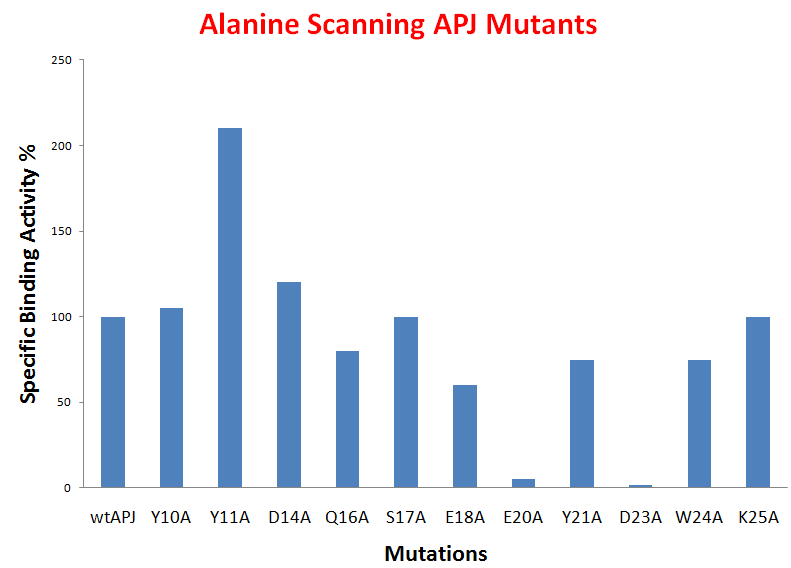 Alanine Scanning APJ Mutants
250
200
150
100
50
0
Specific Binding Activity %
wtAPJ Y10A Y11A D14A Q16A S17A E18A E20A Y21A D23A W24A K25A
Mutations